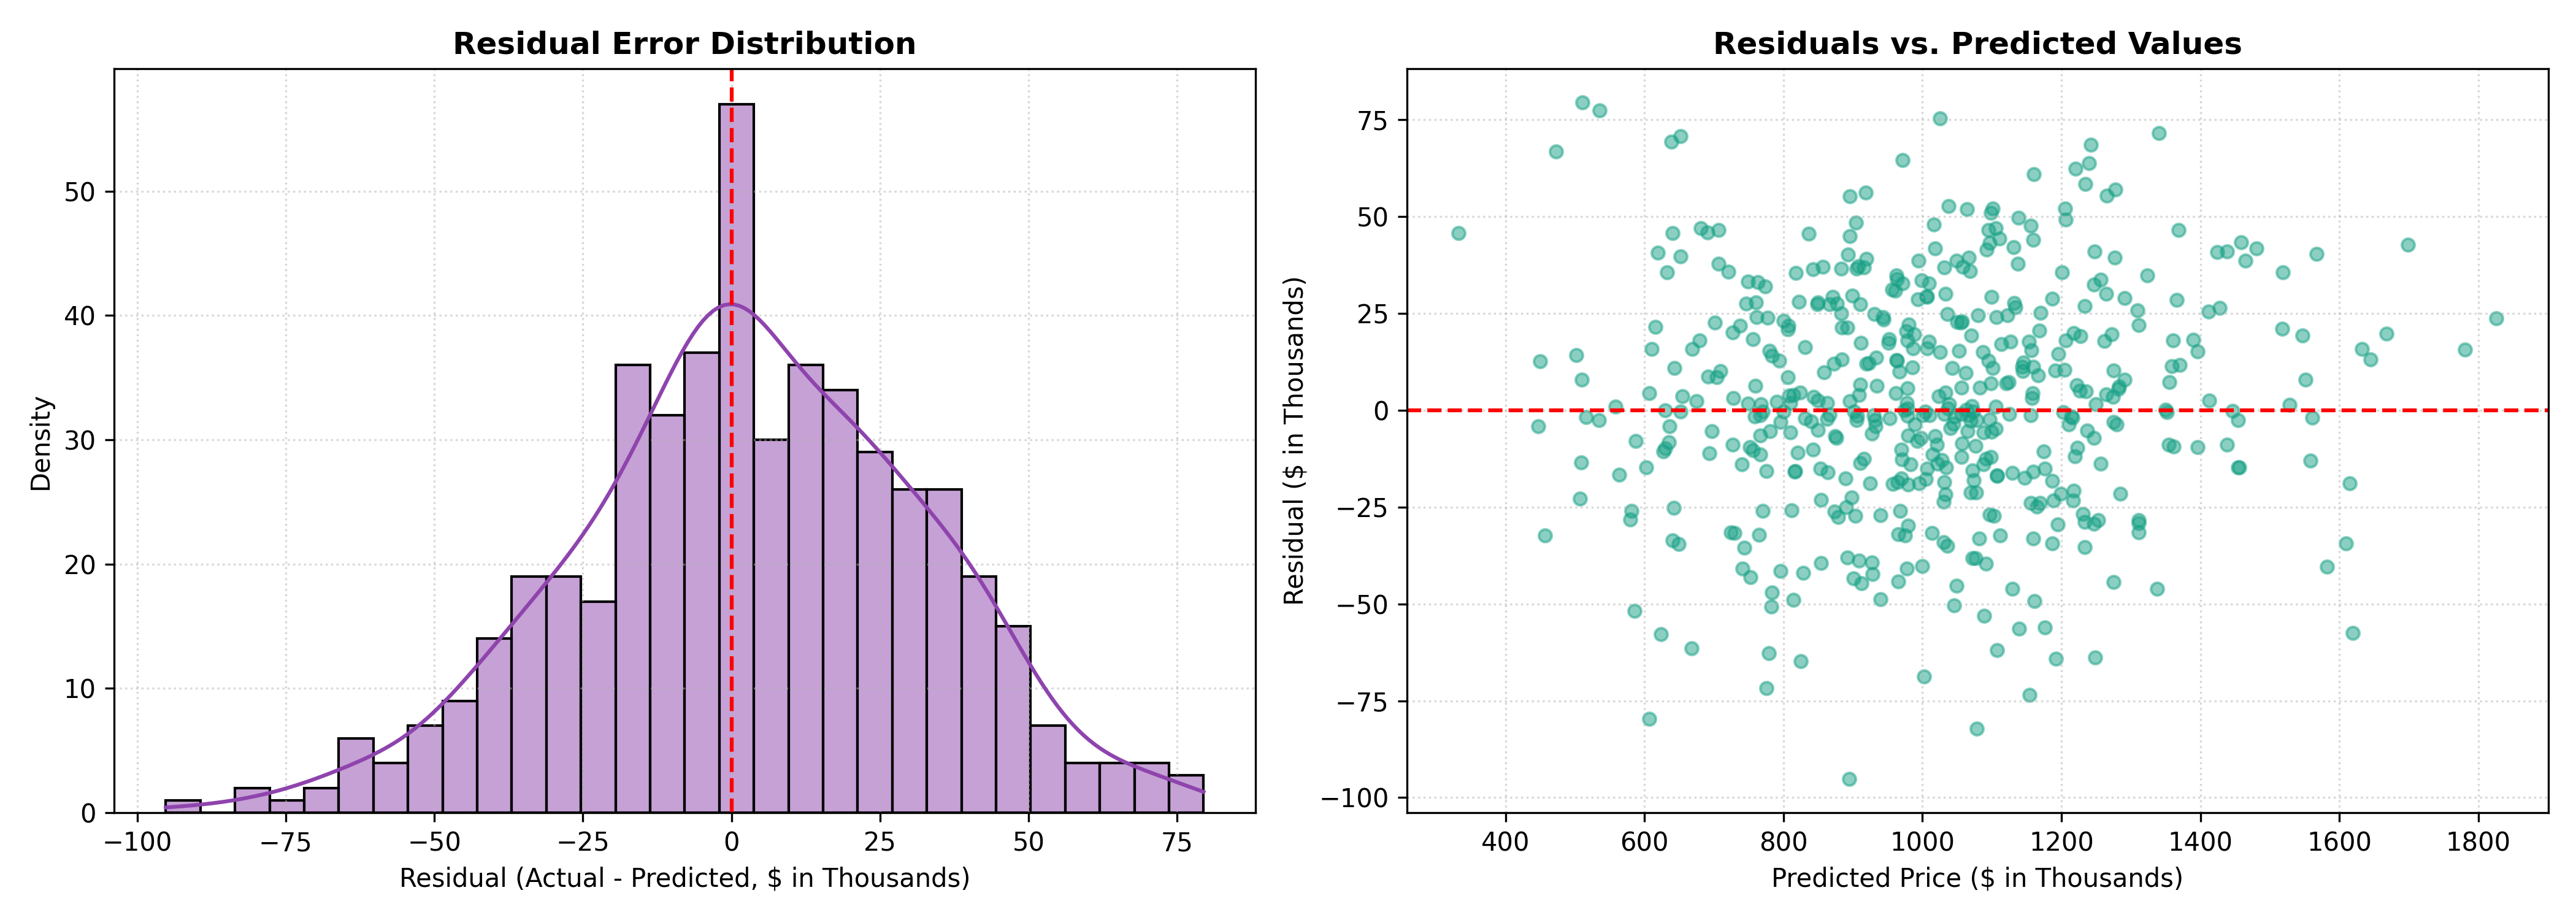 Residual Error Distribution
Density
50
40
30
20
10
0
−100 −75 −50 −25 0 25 50 75
Residual (Actual - Predicted, $ in Thousands)
Residuals vs. Predicted Values
Residual ($ in Thousands)
75
50
25
0
−25
−50
−75
−100
400 600 800 1000 1200 1400 1600 1800
Predicted Price ($ in Thousands)